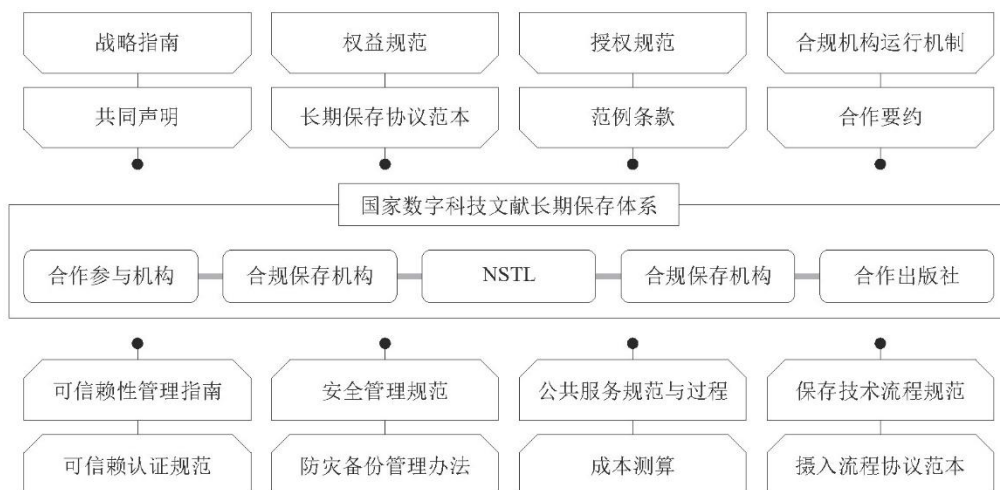 战略指南
权益规范
授权规范
合规机构运行机制
共同声明
长期保存协议范本
范例条款
合作要约
国家数字科技文献长期保存体系
合作参与机构
合规保存机构
NSTL
合规保存机构
合作出版社
可信赖性管理指南
安全管理规范
公共服务规范与过程
保存技术流程规范
可信赖认证规范
防灾备份管理办法
成本测算
摄入流程协议范本